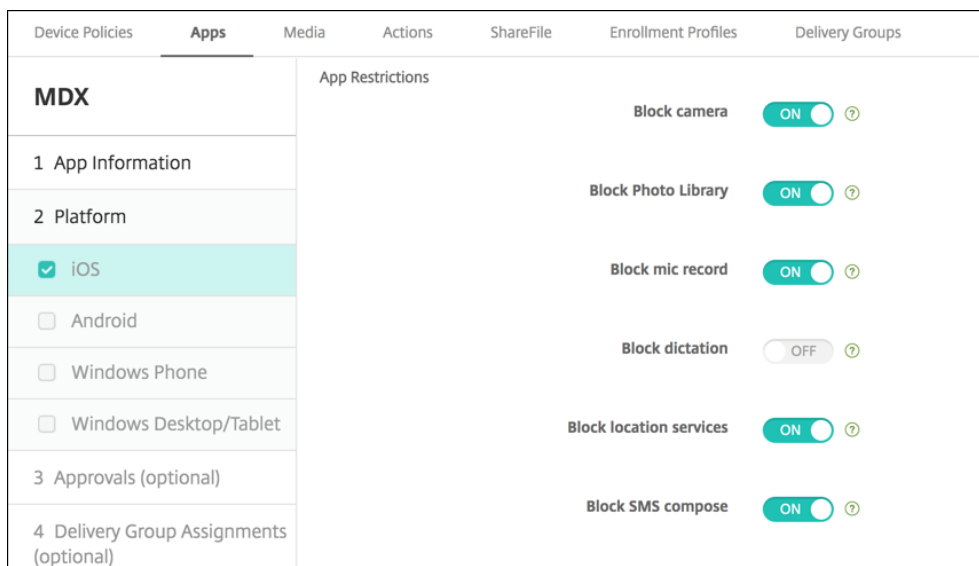 Device Policies Apps Media Actions ShareFile Enrollment Profiles Delivery Groups
MDX
1 App Information
2 Platform
iOS
Android
Windows Phone
Windows Desktop/Tablet
3 Approvals (optional)
4 Delivery Group Assignments
(optional)
App Restrictions
Block camera ON ?
Block Photo Library ON ?
Block mic record ON ?
Block dictation OFF ?
Block location services ON ?
Block SMS compose ON ?